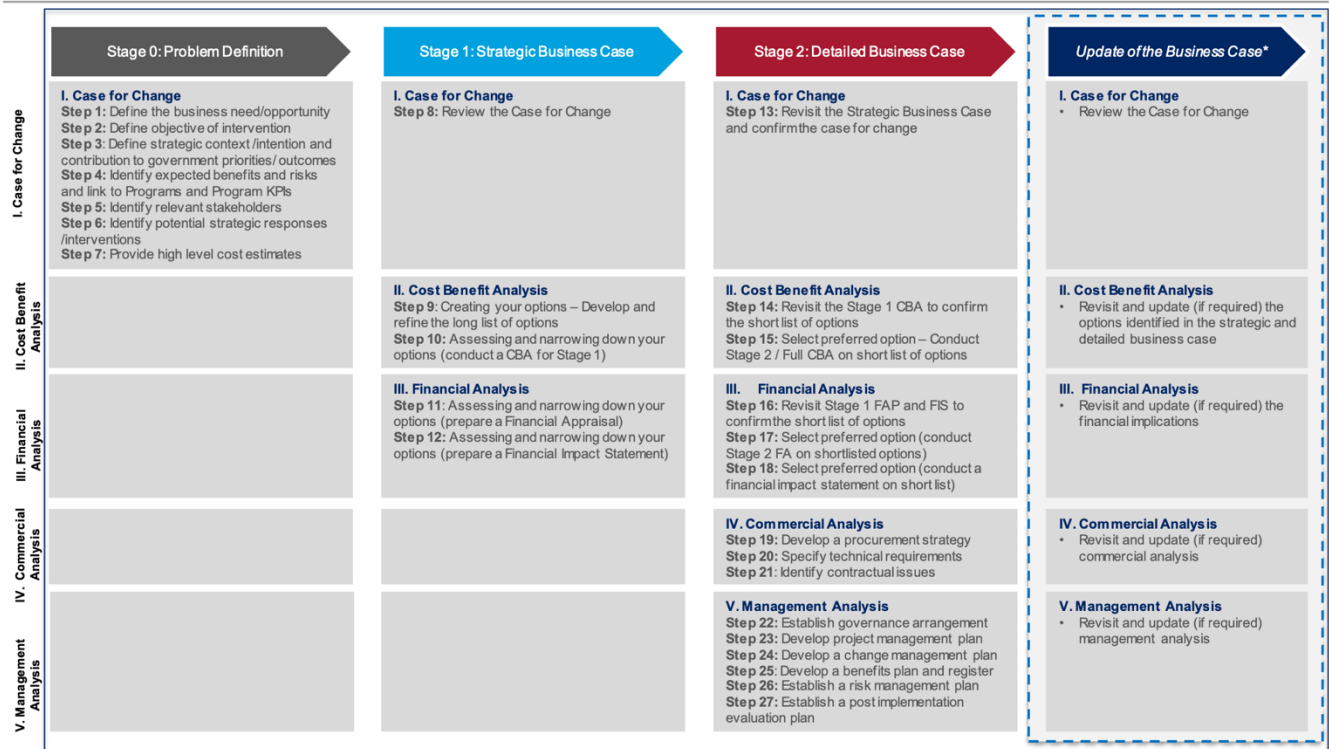 Stage 0: Problem Definition
Stage 1: Strategic Business Case
Stage 2: Detailed Business Case
Update of the Business Case*
I. Case for Change
I. Case for Change
Step 1: Define the business need/opportunity
Step 2: Define objective of intervention
Step 3: Define strategic context /intention and
contribution to government priorities/ outcomes
Step 4: Identify expected benefits and risks
and link to Programs and Program KPIs
Step 5: Identify relevant stakeholders
Step 6: Identify potential strategic responses
/interventions
Step 7: Provide high level cost estimates
I. Case for Change
Step 8: Review the Case for Change
I. Case for Change
Step 13: Revisit the Strategic Business Case
and confirm the case for change
I. Case for Change
• Review the Case for Change
II. Cost Benefit
Analysis
II. Cost Benefit Analysis
Step 9: Creating your options – Develop and
refine the long list of options
Step 10: Assessing and narrowing down your
options (conduct a CBA for Stage 1)
II. Cost Benefit Analysis
Step 14: Revisit the Stage 1 CBA to confirm
the short list of options
Step 15: Select preferred option – Conduct
Stage 2 / Full CBA on short list of options
II. Cost Benefit Analysis
• Revisit and update (if required) the
options identified in the strategic and
detailed business case
III. Financial
Analysis
III. Financial Analysis
Step 11: Assessing and narrowing down your
options (prepare a Financial Appraisal)
Step 12: Assessing and narrowing down your
options (prepare a Financial Impact Statement)
III. Financial Analysis
Step 16: Revisit Stage 1 FAP and FIS to
confirm the short list of options
Step 17: Select preferred option (conduct
Stage 2 FA on shortlisted options)
Step 18: Select preferred option (conduct a
financial impact statement on short list)
III. Financial Analysis
• Revisit and update (if required) the
financial implications
IV. Commercial
Analysis
IV. Commercial Analysis
Step 19: Develop a procurement strategy
Step 20: Specify technical requirements
Step 21: Identify contractual issues
IV. Commercial Analysis
• Revisit and update (if required)
commercial analysis
V. Management
Analysis
V. Management Analysis
Step 22: Establish governance arrangement
Step 23: Develop project management plan
Step 24: Develop a change management plan
Step 25: Develop a benefits plan and register
Step 26: Establish a risk management plan
Step 27: Establish a post implementation
evaluation plan
V. Management Analysis
• Revisit and update (if required)
management analysis